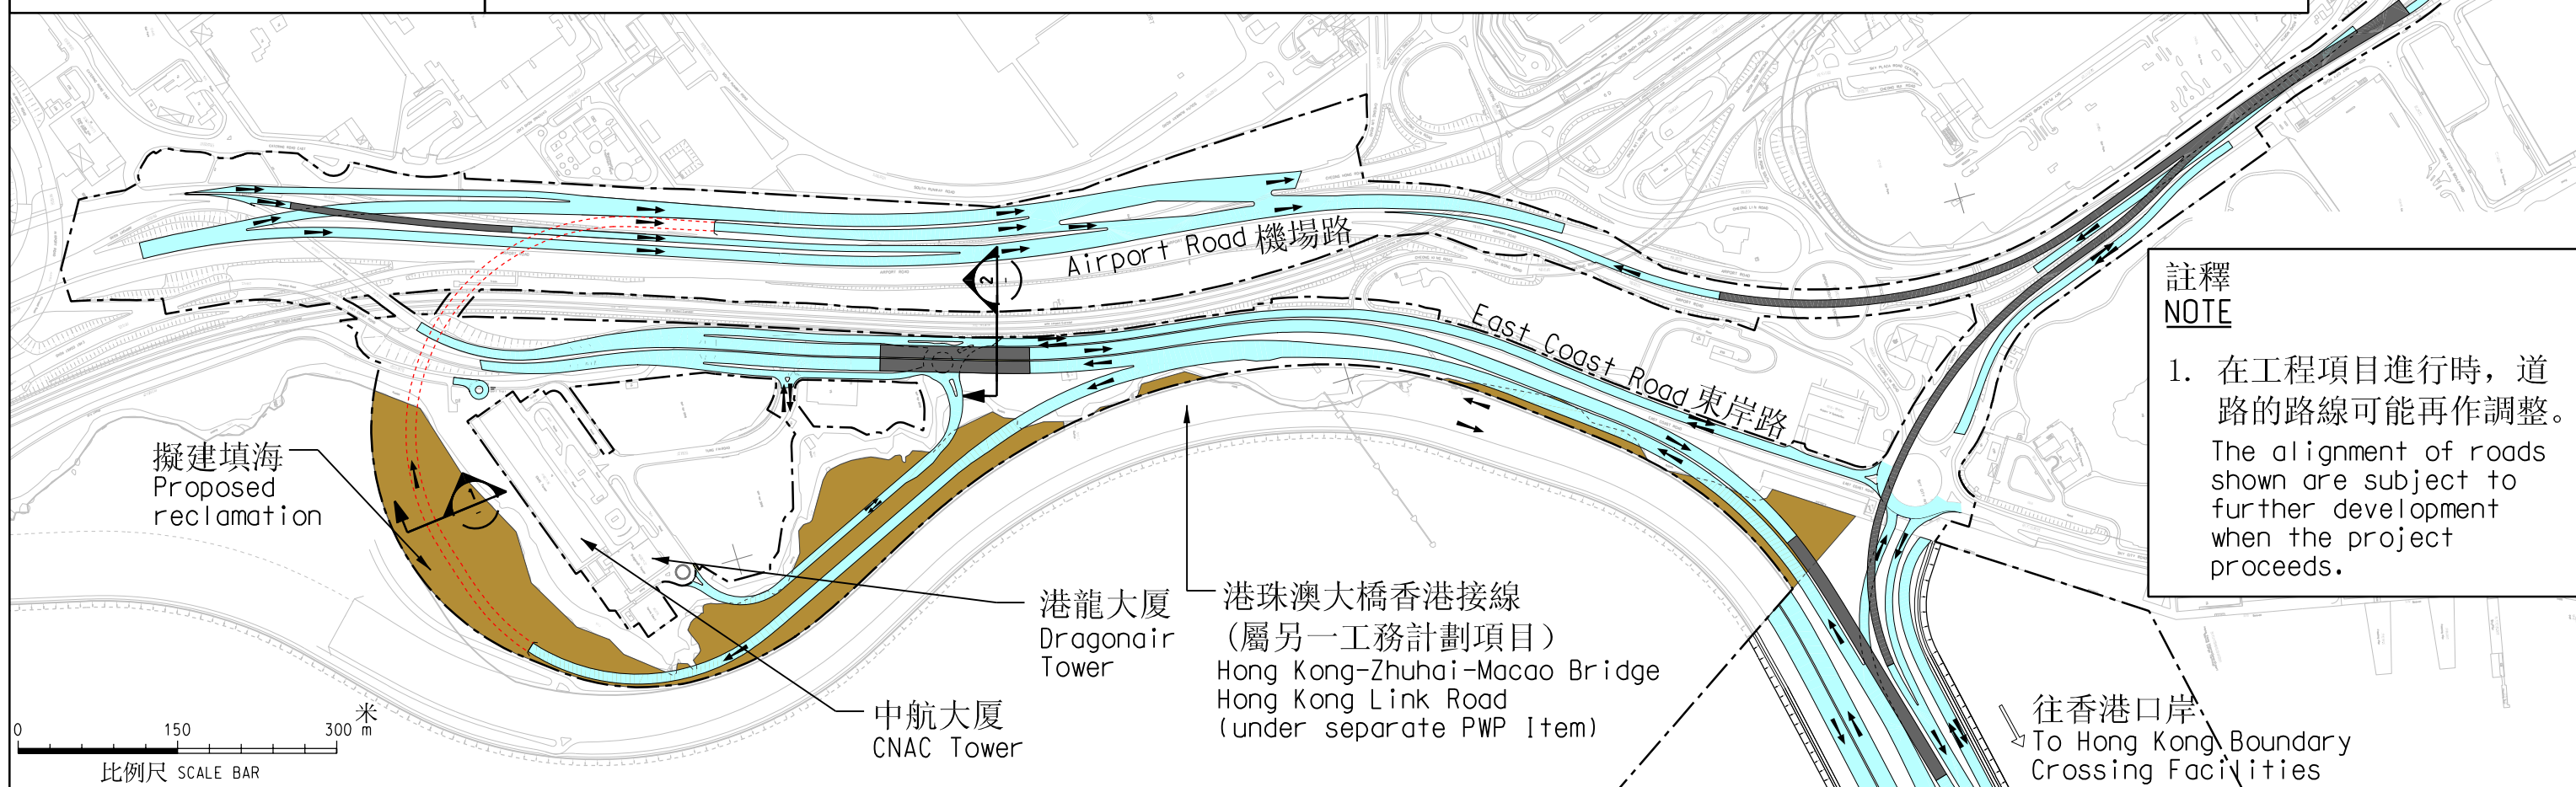 Airport Road 機場路
East Coast Road 東岸路
擬建填海
Proposed
reclamation
2
-
1
-
港龍大厦
Dragonair
Tower
中航大厦
CNAC Tower
港珠澳大橋香港接線
(屬另一工務計劃項目)
Hong Kong-Zhuhai-Macao Bridge
Hong Kong Link Road
(under separate PWP Item)
往香港口岸
To Hong Kong Boundary
Crossing Facilities
註釋
NOTE
1. 在工程項目進行時，道
路的路線可能再作調整。
The alignment of roads
shown are subject to
further development
when the project
proceeds.
0 150 300 米 m
比例尺 SCALE BAR